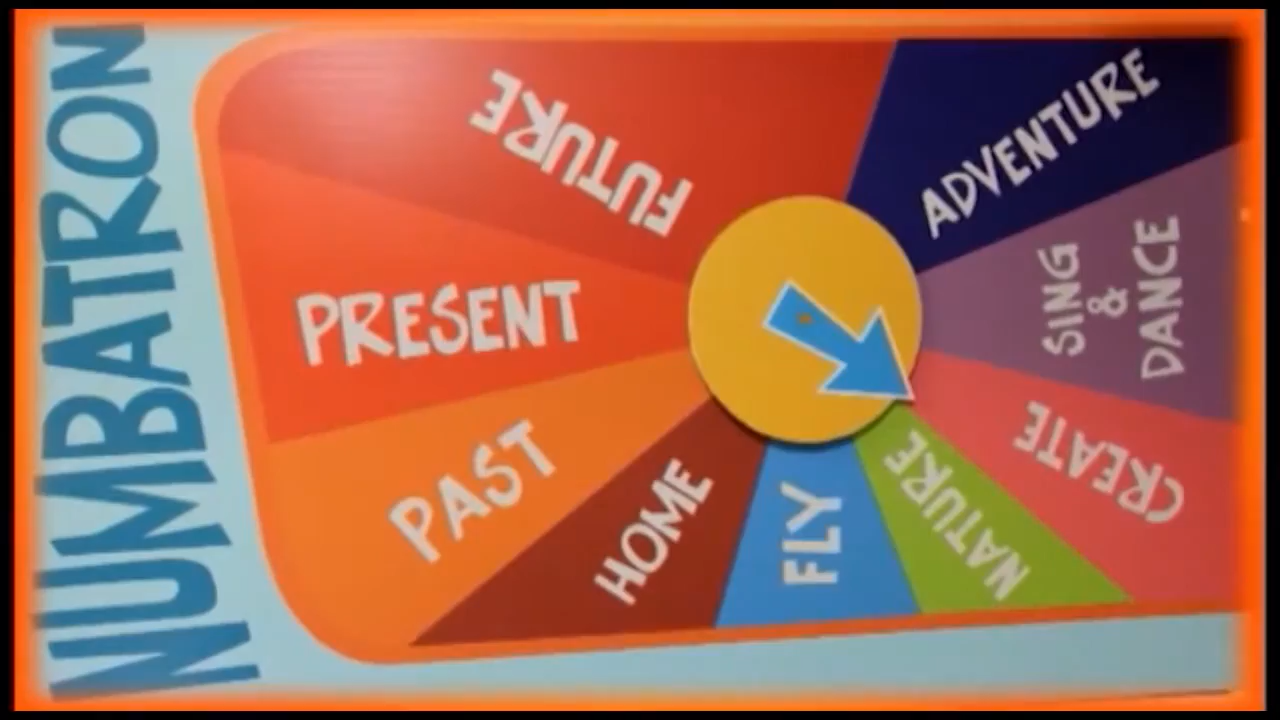 NUMBATRON
FUTURE
ADVENTURE
PRESENT
SING
&
DANCE
PAST
CREATE
HOME
FLY
NATURE